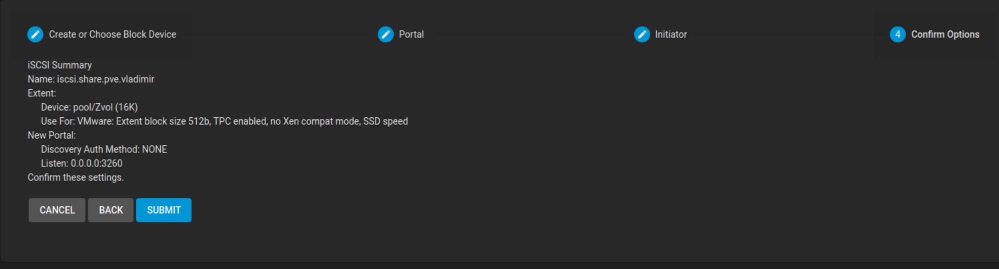 Create or Choose Block Device
Portal
Initiator
4 Confirm Options
iSCSI Summary
Name: iscsi.share.pve.vladimir
Extent:
Device: pool/Zvol (16K)
Use For: VMware: Extent block size 512b, TPC enabled, no Xen compat mode, SSD speed
New Portal:
Discovery Auth Method: NONE
Listen: 0.0.0.0:3260
Confirm these settings.
CANCEL BACK SUBMIT